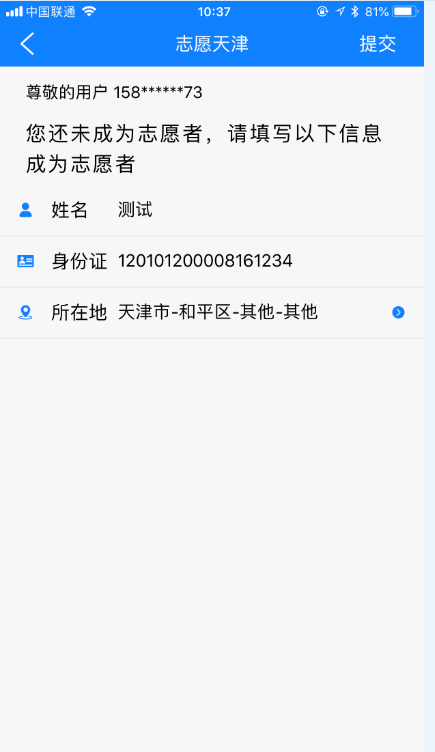 中国联通 10:37 81%
志愿天津 提交
尊敬的用户 158******73
您还未成为志愿者，请填写以下信息
成为志愿者
姓名 测试
身份证 120101200008161234
所在地 天津市-和平区-其他-其他